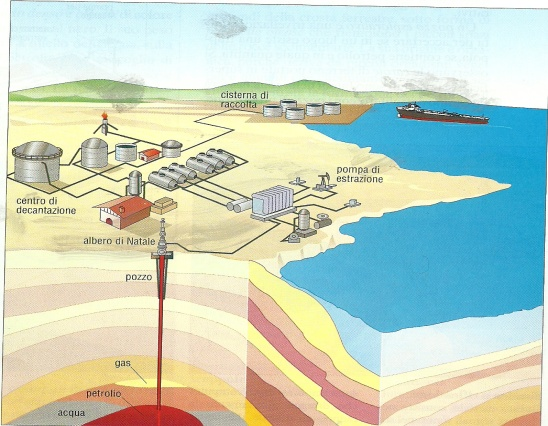 cisterna di
raccolta
pompa di
estrazione
centro di
decantazione
albero di Natale
pozzo
gas
petrolio
acqua